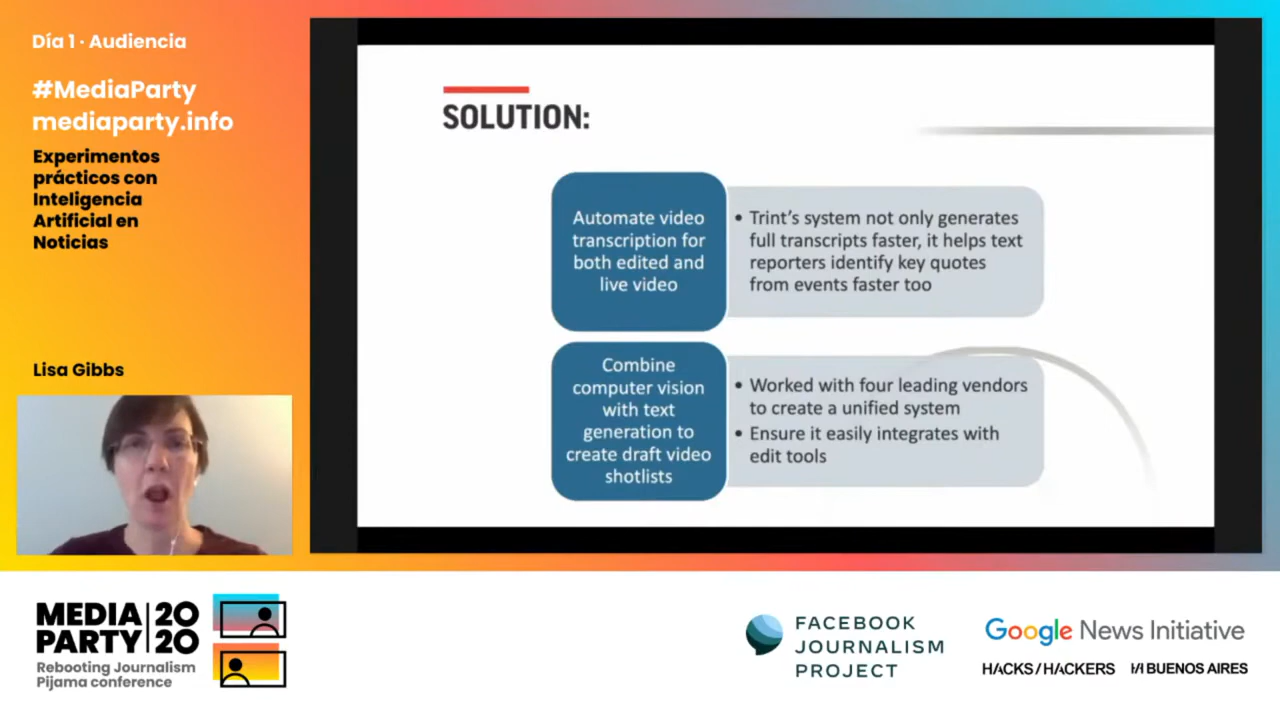 Día 1 · Audiencia
#MediaParty
mediaparty.info
Experimentos
prácticos con
Inteligencia
Artificial en
Noticias
Lisa Gibbs
SOLUTION:
Automate video
transcription for
both edited and
live video
• Trint's system not only generates
full transcripts faster, it helps text
reporters identify key quotes
from events faster too
Combine
computer vision
with text
generation to
create draft video
shotlists
• Worked with four leading vendors
to create a unified system
• Ensure it easily integrates with
edit tools
MEDIA PARTY 2020
Rebooting Journalism
Pijama conference
FACEBOOK
JOURNALISM
PROJECT
Google News Initiative
HACKS/HACKERS
H/H BUENOS AIRES